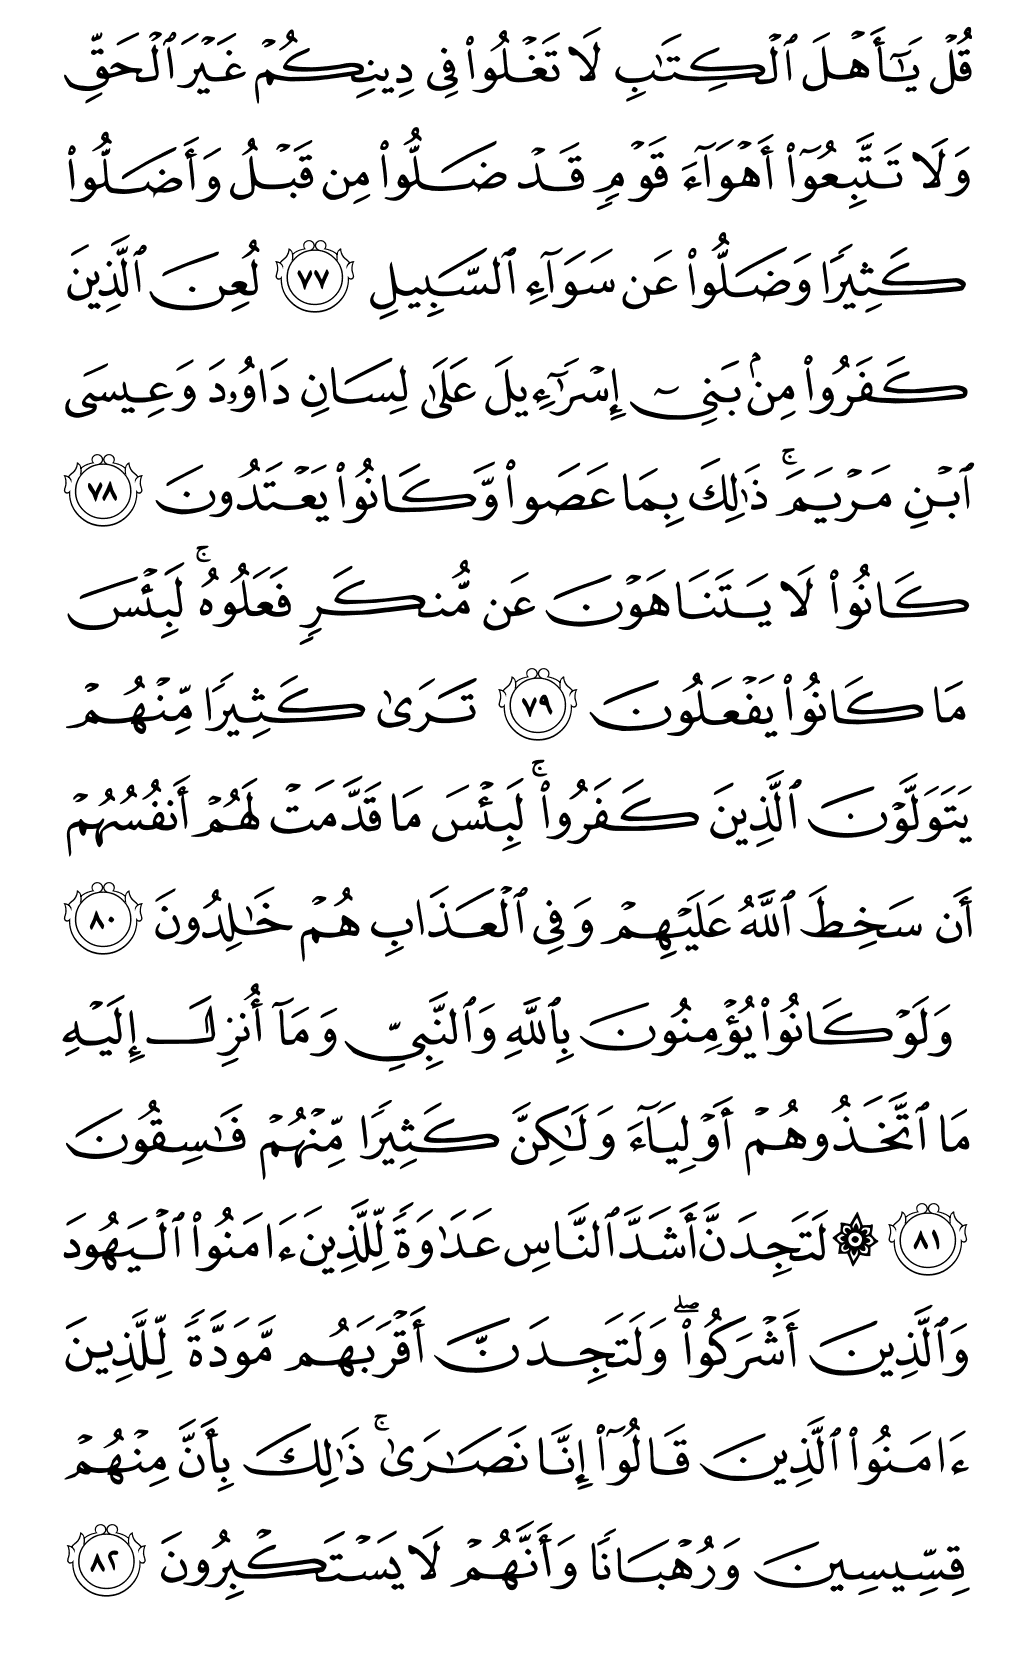 قُلۡ يَـٰٓأَهۡلَ ٱلۡكِتَـٰبِ لَا تَغۡلُواْ فِى دِينِكُمۡ غَيۡرَ ٱلۡحَقِّ
وَلَا تَتَّبِعُوٓاْ أَهۡوَآءَ قَوۡمٍ قَدۡ ضَلُّواْ مِن قَبۡلُ وَأَضَلُّواْ
كَثِيرًا وَضَلُّواْ عَن سَوَآءِ ٱلسَّبِيلِ ٧٧ لُعِنَ ٱلَّذِينَ
كَفَرُواْ مِنۢ بَنِىٓ إِسۡرَٰٓءِيلَ عَلَىٰ لِسَانِ دَاوُۥدَ وَعِيسَى
ٱبۡنِ مَرۡيَمَۚ ذَٰلِكَ بِمَا عَصَواْ وَّكَانُواْ يَعۡتَدُونَ ٧٨
كَانُواْ لَا يَتَنَاهَوۡنَ عَن مُّنكَرٍ فَعَلُوهُۚ لَبِئۡسَ
مَا كَانُواْ يَفۡعَلُونَ ٧٩ تَرَىٰ كَثِيرًا مِّنۡهُمۡ
يَتَوَلَّوۡنَ ٱلَّذِينَ كَفَرُواْۚ لَبِئۡسَ مَا قَدَّمَتۡ لَهُمۡ أَنفُسُهُمۡ
أَن سَخِطَ ٱللَّهُ عَلَيۡهِمۡ وَفِى ٱلۡعَذَابِ هُمۡ خَـٰلِدُونَ ٨٠
وَلَوۡ كَانُواْ يُؤۡمِنُونَ بِٱللَّهِ وَٱلنَّبِىِّ وَمَآ أُنزِلَ إِلَيۡهِ
مَا ٱتَّخَذُوهُمۡ أَوۡلِيَآءَ وَلَـٰكِنَّ كَثِيرًا مِّنۡهُمۡ فَـٰسِقُونَ
٨١ ۞ لَتَجِدَنَّ أَشَدَّ ٱلنَّاسِ عَدَٰوَةً لِّلَّذِينَ ءَامَنُواْ ٱلۡيَهُودَ
وَٱلَّذِينَ أَشۡرَكُواْۖ وَلَتَجِدَنَّ أَقۡرَبَهُم مَّوَدَّةً لِّلَّذِينَ
ءَامَنُواْ ٱلَّذِينَ قَالُوٓاْ إِنَّا نَصَـٰرَىٰۚ ذَٰلِكَ بِأَنَّ مِنۡهُمۡ
قِسِّيسِينَ وَرُهۡبَانًا وَأَنَّهُمۡ لَا يَسۡتَكۡبِرُونَ ٨٢